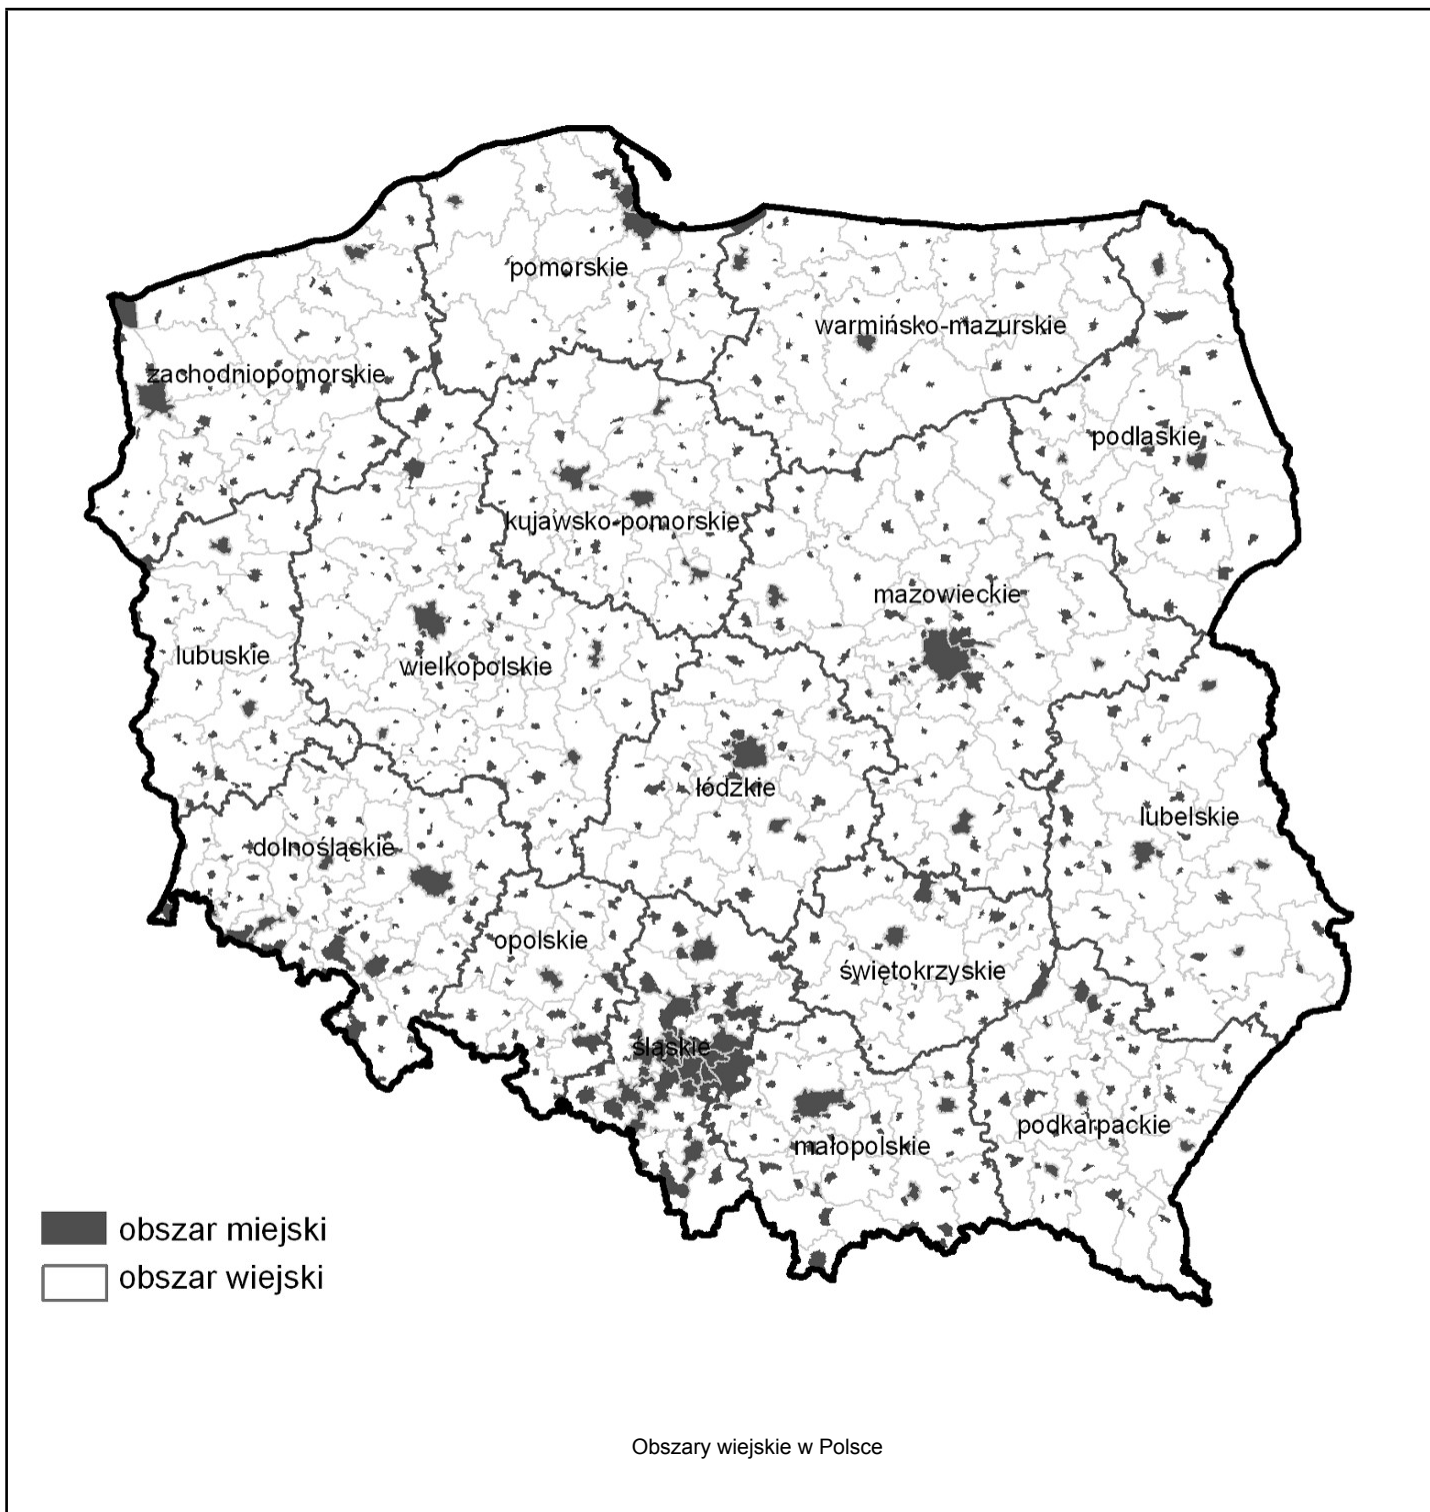 pomorskie
warmińsko-mazurskie
zachodniopomorskie
podlaskie
kujawsko-pomorskie
mazowieckie
lubuskie
wielkopolskie
łódzkie
lubelskie
dolnośląskie
opolskie
świętokrzyskie
śląskie
podkarpackie
małopolskie
obszar miejski
obszar wiejski
Obszary wiejskie w Polsce